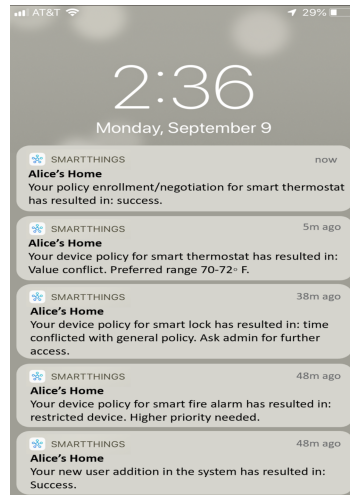 AT&T 29%
2:36
Monday, September 9
SMARTTHINGS now
Alice's Home
Your policy enrollment/negotiation for smart thermostat
has resulted in: success.
SMARTTHINGS 5m ago
Alice's Home
Your device policy for smart thermostat has resulted in:
Value conflict. Preferred range 70-72◦ F.
SMARTTHINGS 38m ago
Alice's Home
Your device policy for smart lock has resulted in: time
conflicted with general policy. Ask admin for further
access.
SMARTTHINGS 48m ago
Alice's Home
Your device policy for smart fire alarm has resulted in:
restricted device. Higher priority needed.
SMARTTHINGS 48m ago
Alice's Home
Your new user addition in the system has resulted in:
Success.